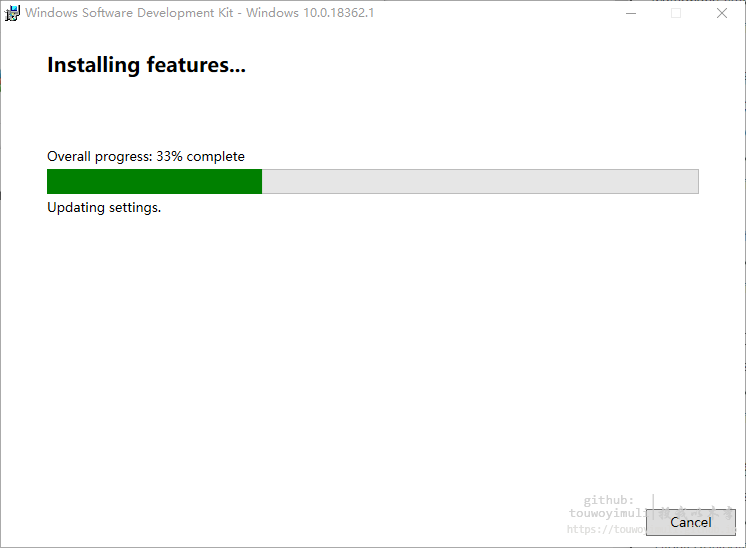 Windows Software Development Kit - Windows 10.0.18362.1
Installing features...
Overall progress: 33% complete
Updating settings.
github:
touwoyimuli
https://touwo
Cancel